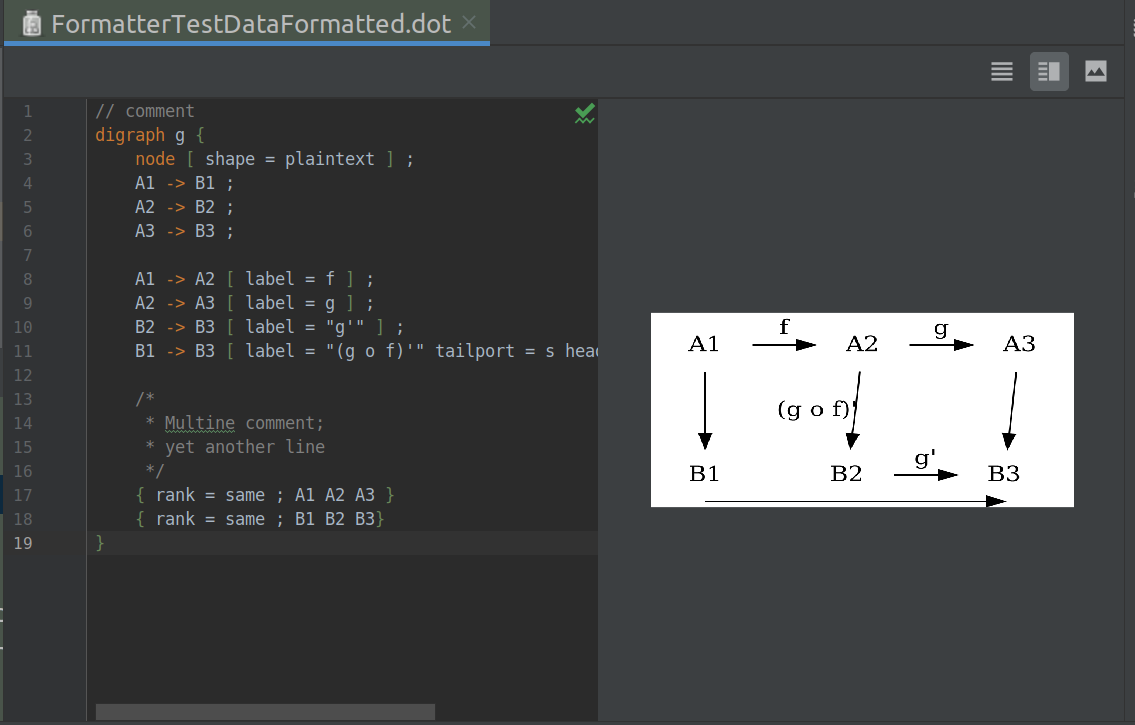 FormatterTestDataFormatted.dot
1 // comment
2 digraph g {
3 node [ shape = plaintext ] ;
4 A1 -> B1 ;
5 A2 -> B2 ;
6 A3 -> B3 ;
7
8 A1 -> A2 [ label = f ] ;
9 A2 -> A3 [ label = g ] ;
10 B2 -> B3 [ label = "g'" ] ;
11 B1 -> B3 [ label = "(g o f)'" tailport = s head
12
13 /*
14 * Multine comment;
15 * yet another line
16 */
17 { rank = same ; A1 A2 A3 }
18 { rank = same ; B1 B2 B3}
19 }
f g
A1 A2 A3
(g o f)'
g'
B1 B2 B3